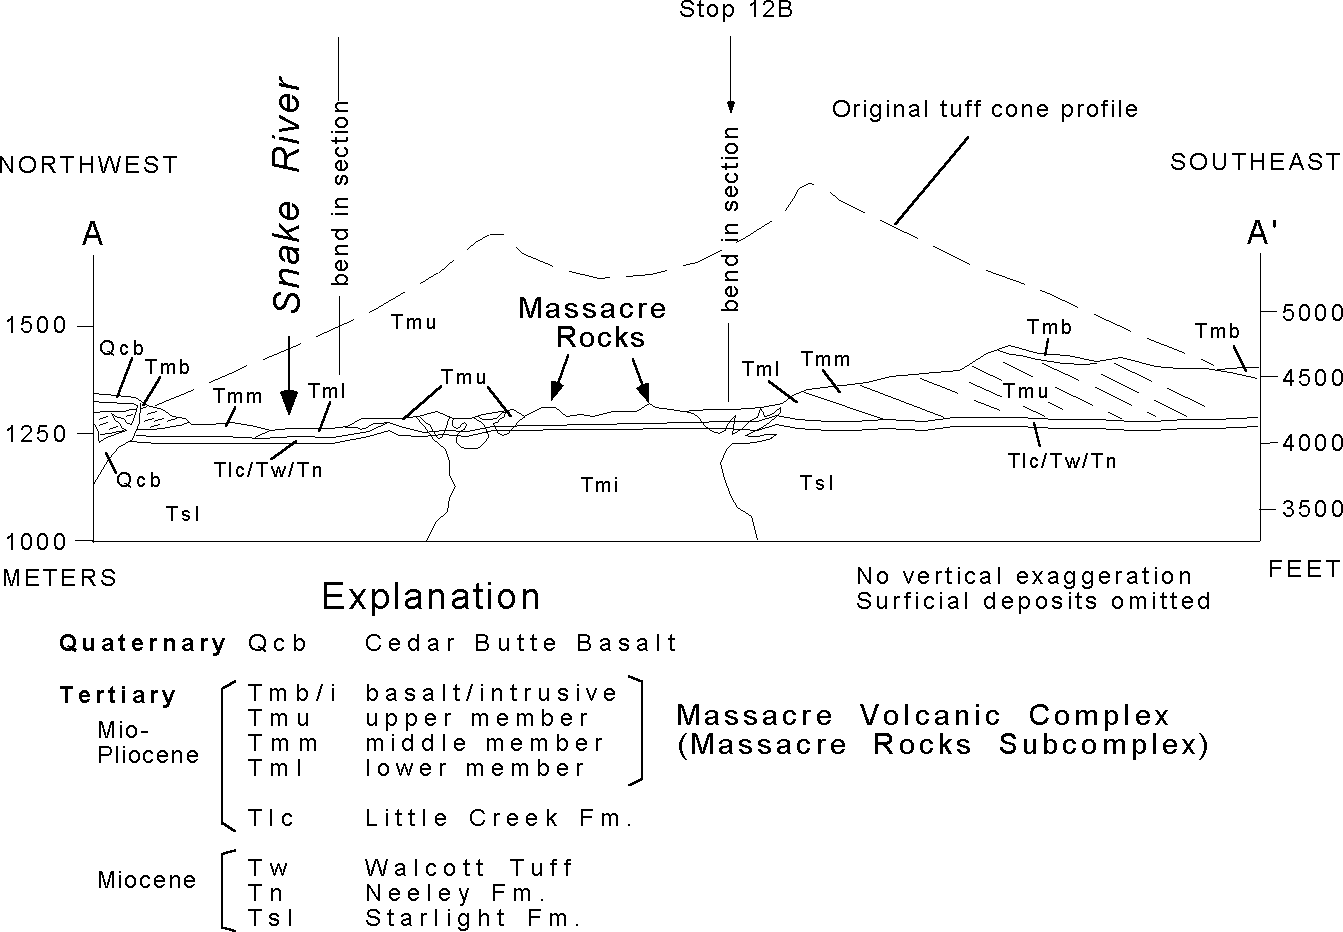 Stop 12B
Original tuff cone profile
NORTHWEST
SOUTHEAST
Snake River
bend in section
bend in section
A
A'
Massacre
Rocks
Tmu
1500
5000
Tmb
Tmb
Qcb
Tmb
Tml
Tmm
4500
Tmu
Tmm
Tml
Tmu
1250
4000
Tlc/Tw/Tn
Tlc/Tw/Tn
Qcb
Tmi
Tsl
Tsl
3500
1000
METERS
FEET
No vertical exaggeration
Surficial deposits omitted
Explanation
Quaternary Qcb Cedar Butte Basalt
Tertiary Tmb/i basalt/intrusive
Mio-
Pliocene
Tmu upper member
Tmm middle member
Tml lower member
Massacre Volcanic Complex
(Massacre Rocks Subcomplex)
Tlc Little Creek Fm.
Miocene
Tw Walcott Tuff
Tn Neeley Fm.
Tsl Starlight Fm.